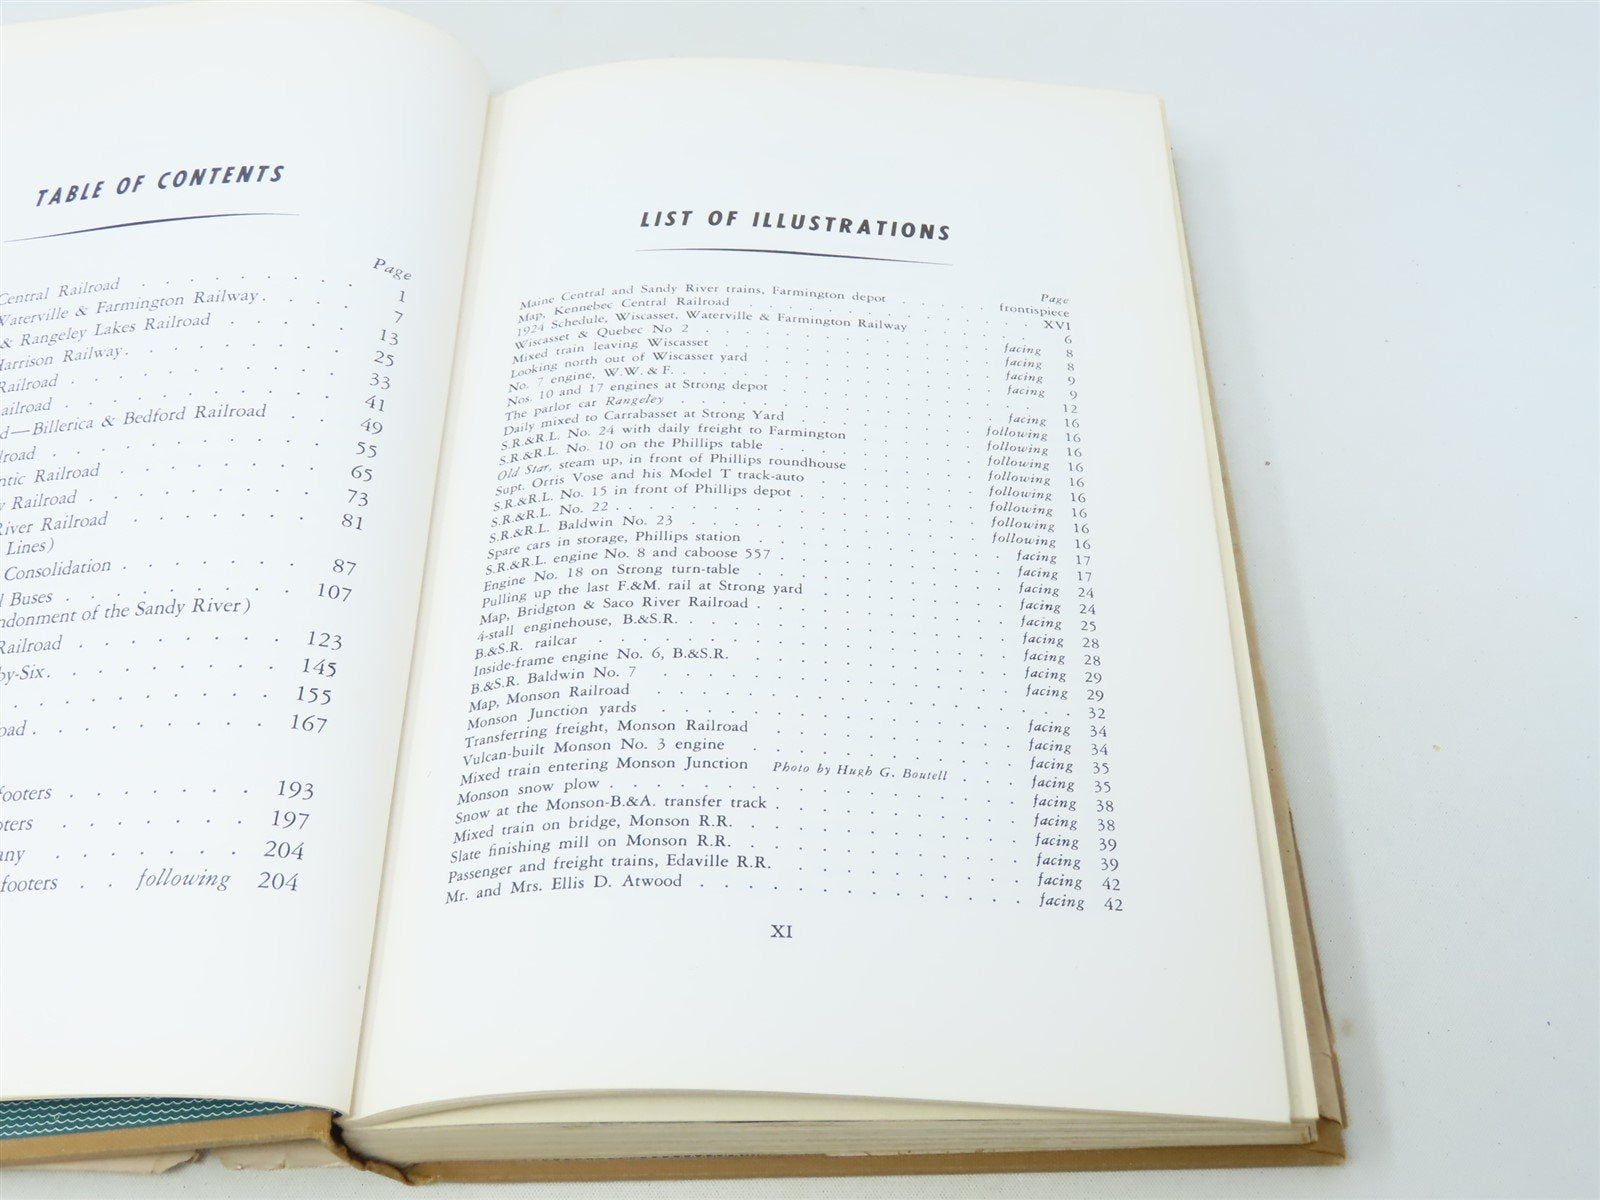 TABLE OF CONTENTS
Page
Central Railroad . . . . . . . 1
Waterville & Farmington Railway . . . . 7
& Rangeley Lakes Railroad . . . . . 13
Harrison Railway . . . . . . . 25
Railroad . . . . . . . . . . 33
ailroad . . . . . . . . . . 41
d—Billerica & Bedford Railroad . 49
lroad . . . . . . . . . . 55
ntic Railroad . . . . . . . 65
y Railroad . . . . . . . . 73
River Railroad . . . . . . . 81
Lines)
Consolidation . . . . . . . 87
l Buses . . . . . . . . 107
ndonment of the Sandy River)
Railroad . . . . . . . . 123
by-Six . . . . . . . . . 145
. . . . . . . . . . 155
oad . . . . . . . . . 167
footers . . . . . . . 193
oters . . . . . . . 197
any . . . . . . . 204
footers . . following 204
LIST OF ILLUSTRATIONS
Page
Maine Central and Sandy River trains, Farmington depot . . . frontispiece
Map, Kennebec Central Railroad . . . . . . . . . . XVI
1924 Schedule, Wiscasset, Waterville & Farmington Railway . . . . . 6
Wiscasset & Quebec No 2 . . . . . . . . . . facing 8
Mixed train leaving Wiscasset . . . . . . . . . facing 8
Looking north out of Wiscasset yard . . . . . . . . facing 9
No. 7 engine, W.W. & F. . . . . . . . . . . facing 9
Nos. 10 and 17 engines at Strong depot . . . . . . . . . 12
The parlor car Rangeley . . . . . . . . . . facing 16
Daily mixed to Carrabasset at Strong Yard . . . . . . following 16
S.R.&R.L. No. 24 with daily freight to Farmington . . . . following 16
S.R.&R.L. No. 10 on the Phillips table . . . . . . . following 16
Old Star, steam up, in front of Phillips roundhouse . . . . following 16
Supt. Orris Vose and his Model T track-auto . . . . . following 16
S.R.&R.L. No. 15 in front of Phillips depot . . . . . . following 16
S.R.&R.L. No. 22 . . . . . . . . . . . following 16
S.R.&R.L. Baldwin No. 23 . . . . . . . . . . facing 17
Spare cars in storage, Phillips station . . . . . . . facing 17
S.R.&R.L. engine No. 8 and caboose 557 . . . . . . . facing 24
Engine No. 18 on Strong turn-table . . . . . . . . facing 24
Pulling up the last F.&M. rail at Strong yard . . . . . . facing 25
Map, Bridgton & Saco River Railroad . . . . . . . . facing 28
4-stall enginehouse, B.&S.R. . . . . . . . . . . facing 28
B.&S.R. railcar . . . . . . . . . . . . facing 29
Inside-frame engine No. 6, B.&S.R. . . . . . . . . facing 29
B.&S.R. Baldwin No. 7 . . . . . . . . . . . . 32
Map, Monson Railroad . . . . . . . . . . . facing 34
Monson Junction yards . . . . . . . . . . . facing 34
Transferring freight, Monson Railroad . . . . . . . . facing 35
Vulcan-built Monson No. 3 engine . . . . . . . . facing 35
Mixed train entering Monson Junction Photo by Hugh G. Boutell . . . facing 38
Monson snow plow . . . . . . . . . . . . facing 38
Snow at the Monson-B.&A. transfer track . . . . . . . . facing 39
Mixed train on bridge, Monson R.R. . . . . . . . . facing 39
Slate finishing mill on Monson R.R. . . . . . . . . facing 42
Passenger and freight trains, Edaville R.R. . . . . . . . facing 42
Mr. and Mrs. Ellis D. Atwood . . . . . . . . . .
XI